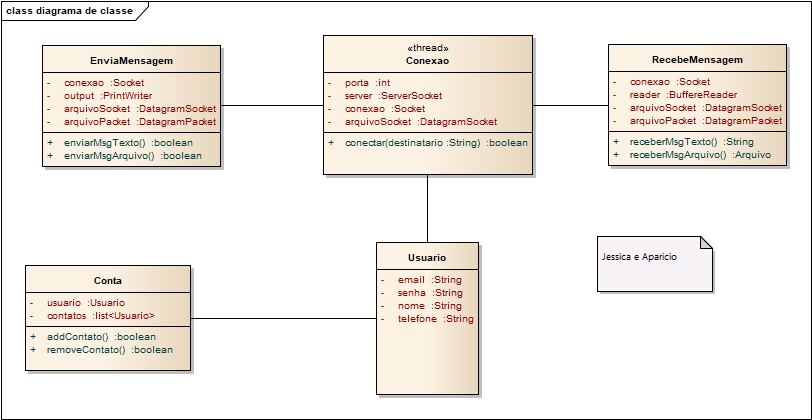 class diagrama de classe
EnviaMensagem
- conexao :Socket
- output :PrintWriter
- arquivoSocket :DatagramSocket
- arquivoPacket :DatagramPacket
+ enviarMsgTexto() :boolean
+ enviarMsgArquivo() :boolean
«thread»
Conexao
- porta :int
- server :ServerSocket
- conexao :Socket
- arquivoSocket :DatagramSocket
+ conectar(destinatario :String) :boolean
RecebeMensagem
- conexao :Socket
- reader :BuffereReader
- arquivoSocket :DatagramSocket
- arquivoPacket :DatagramPacket
+ receberMsgTexto() :String
+ receberMsgArquivo() :Arquivo
Conta
- usuario :Usuario
- contatos :list<Usuario>
+ addContato() :boolean
+ removeContato() :boolean
Usuario
- email :String
- senha :String
- nome :String
- telefone :String
Jessica e Aparicio